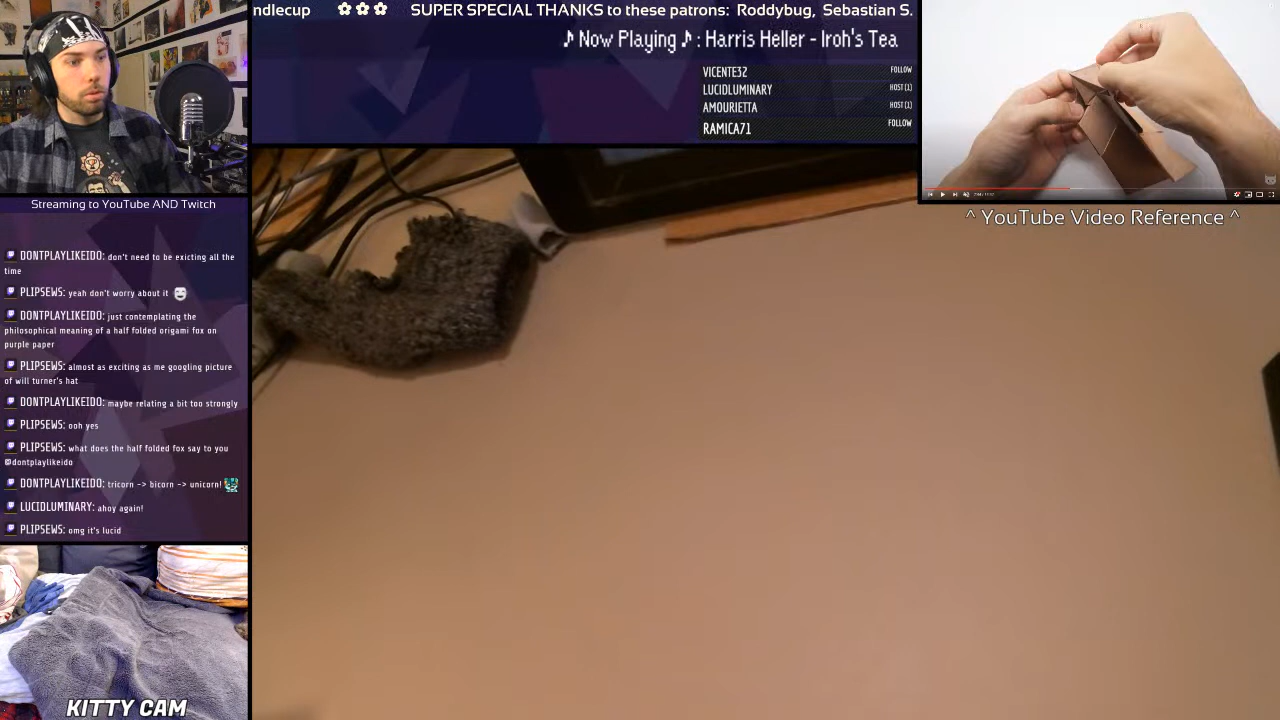 ndlecup ✿ ✿ ✿ SUPER SPECIAL THANKS to these patrons: Roddybug, Sebastian S.
♪ Now Playing ♪ : Harris Heller - Iroh's Tea
VICENTE32 FOLLOW
LUCIDLUMINARY HOST(1)
AMOURIETTA HOST(1)
RAMICA71 FOLLOW
^ YouTube Video Reference ^
Streaming to YouTube AND Twitch
DONTPLAYLIKEIDO: don't need to be exicting all the
time
PLIPSEWS: yeah don't worry about it
DONTPLAYLIKEIDO: just contemplating the
philosophical meaning of a half folded origami fox on
purple paper
PLIPSEWS: almost as exciting as me googling picture
of will turner's hat
DONTPLAYLIKEIDO: maybe relating a bit too strongly
PLIPSEWS: ooh yes
PLIPSEWS: what does the half folded fox say to you
@dontplaylikeido
DONTPLAYLIKEIDO: tricorn -> bicorn -> unicorn!
LUCIDLUMINARY: ahoy again!
PLIPSEWS: omg it's lucid
KITTY CAM